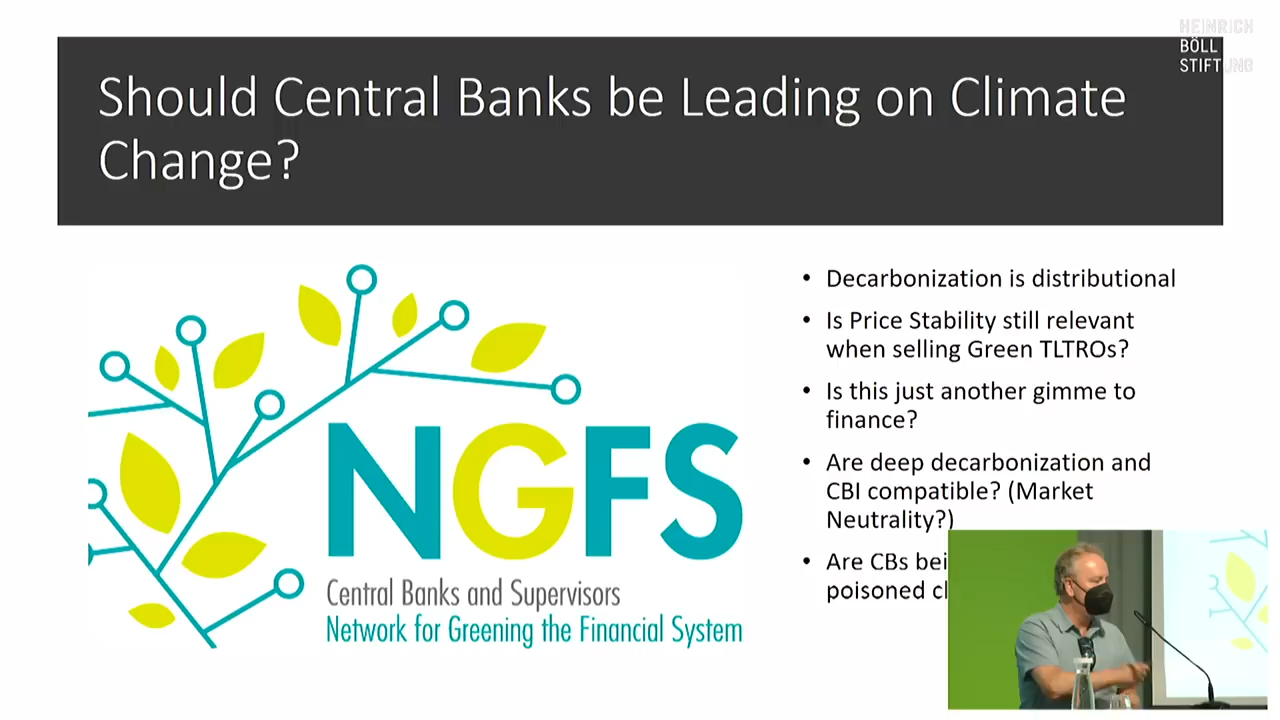 HEINRICH
BÖLL
STIFTUNG
Should Central Banks be Leading on Climate
Change?
• Decarbonization is distributional
• Is Price Stability still relevant
when selling Green TLTROs?
• Is this just another gimme to
finance?
• Are deep decarbonization and
CBI compatible? (Market
Neutrality?)
• Are CBs
poisoned
NGFS
Central Banks and Supervisors
Network for Greening the Financial System